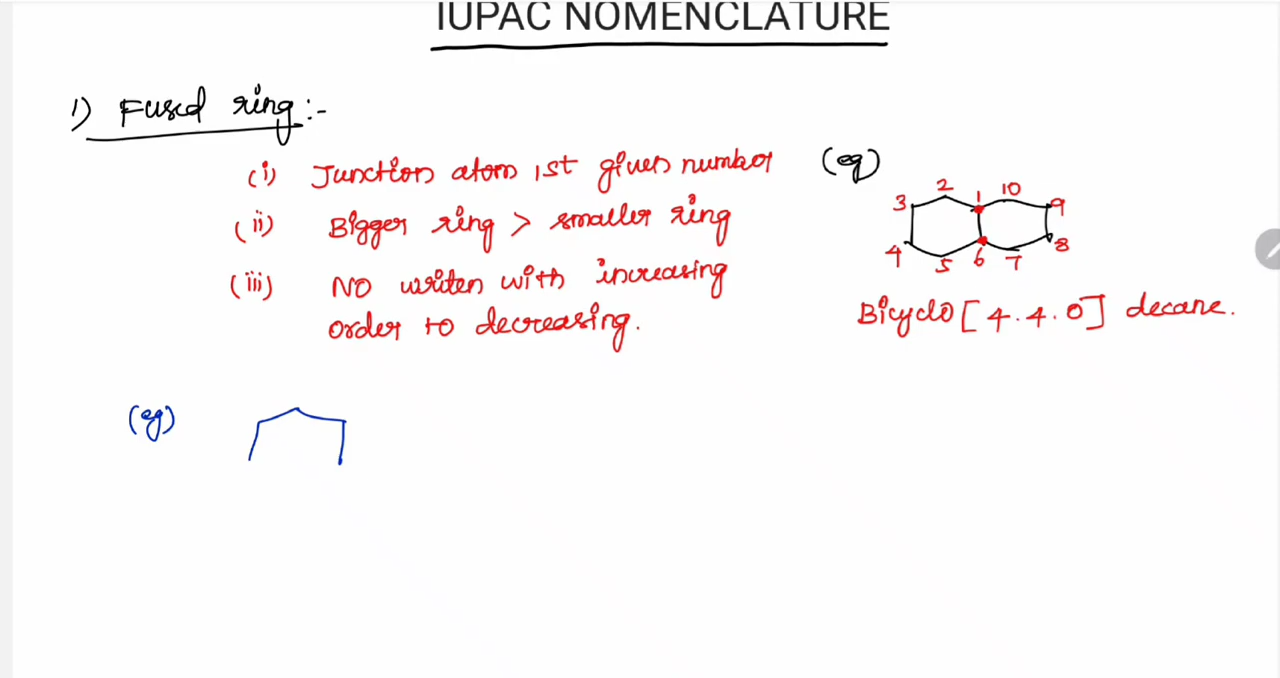 IUPAC NOMENCLATURE
1) Fused ring:-
(i) Junction atom 1st given number
(ii) Bigger ring > smaller ring
(iii) NO writen with increasing
order to decreasing.
(eg)
1
2
3
4
5
6
7
8
9
10
Bicyclo [4.4.0] decane.
(eg)